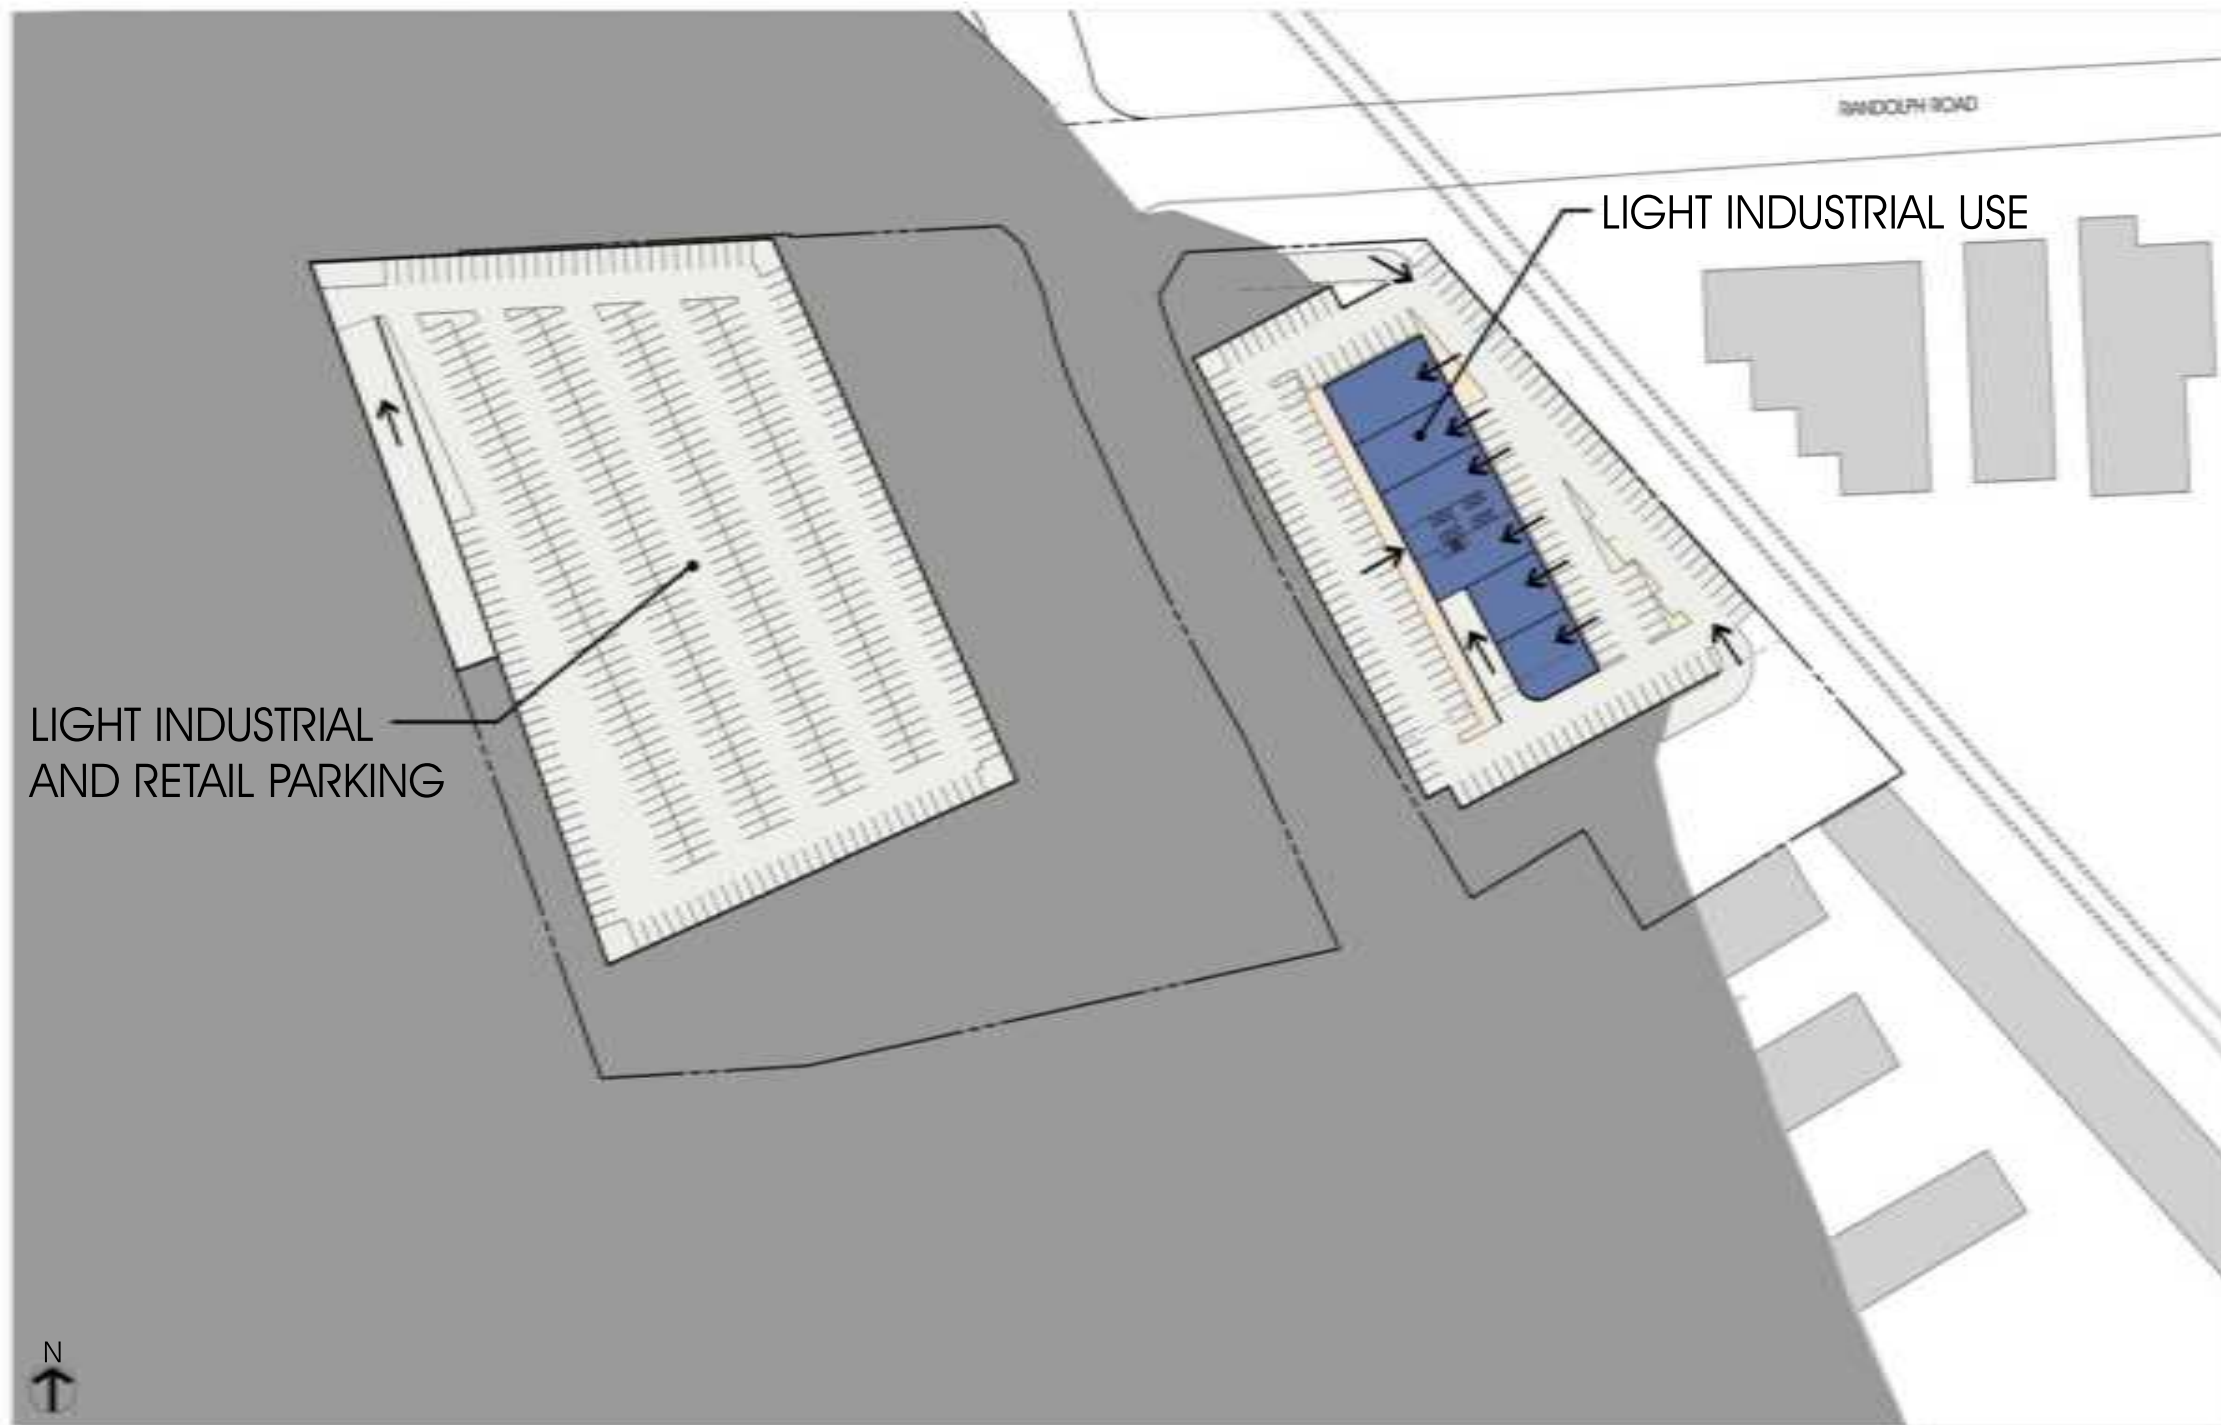 RANDOLPH ROAD
LIGHT INDUSTRIAL USE
LIGHT INDUSTRIAL
AND RETAIL PARKING
N